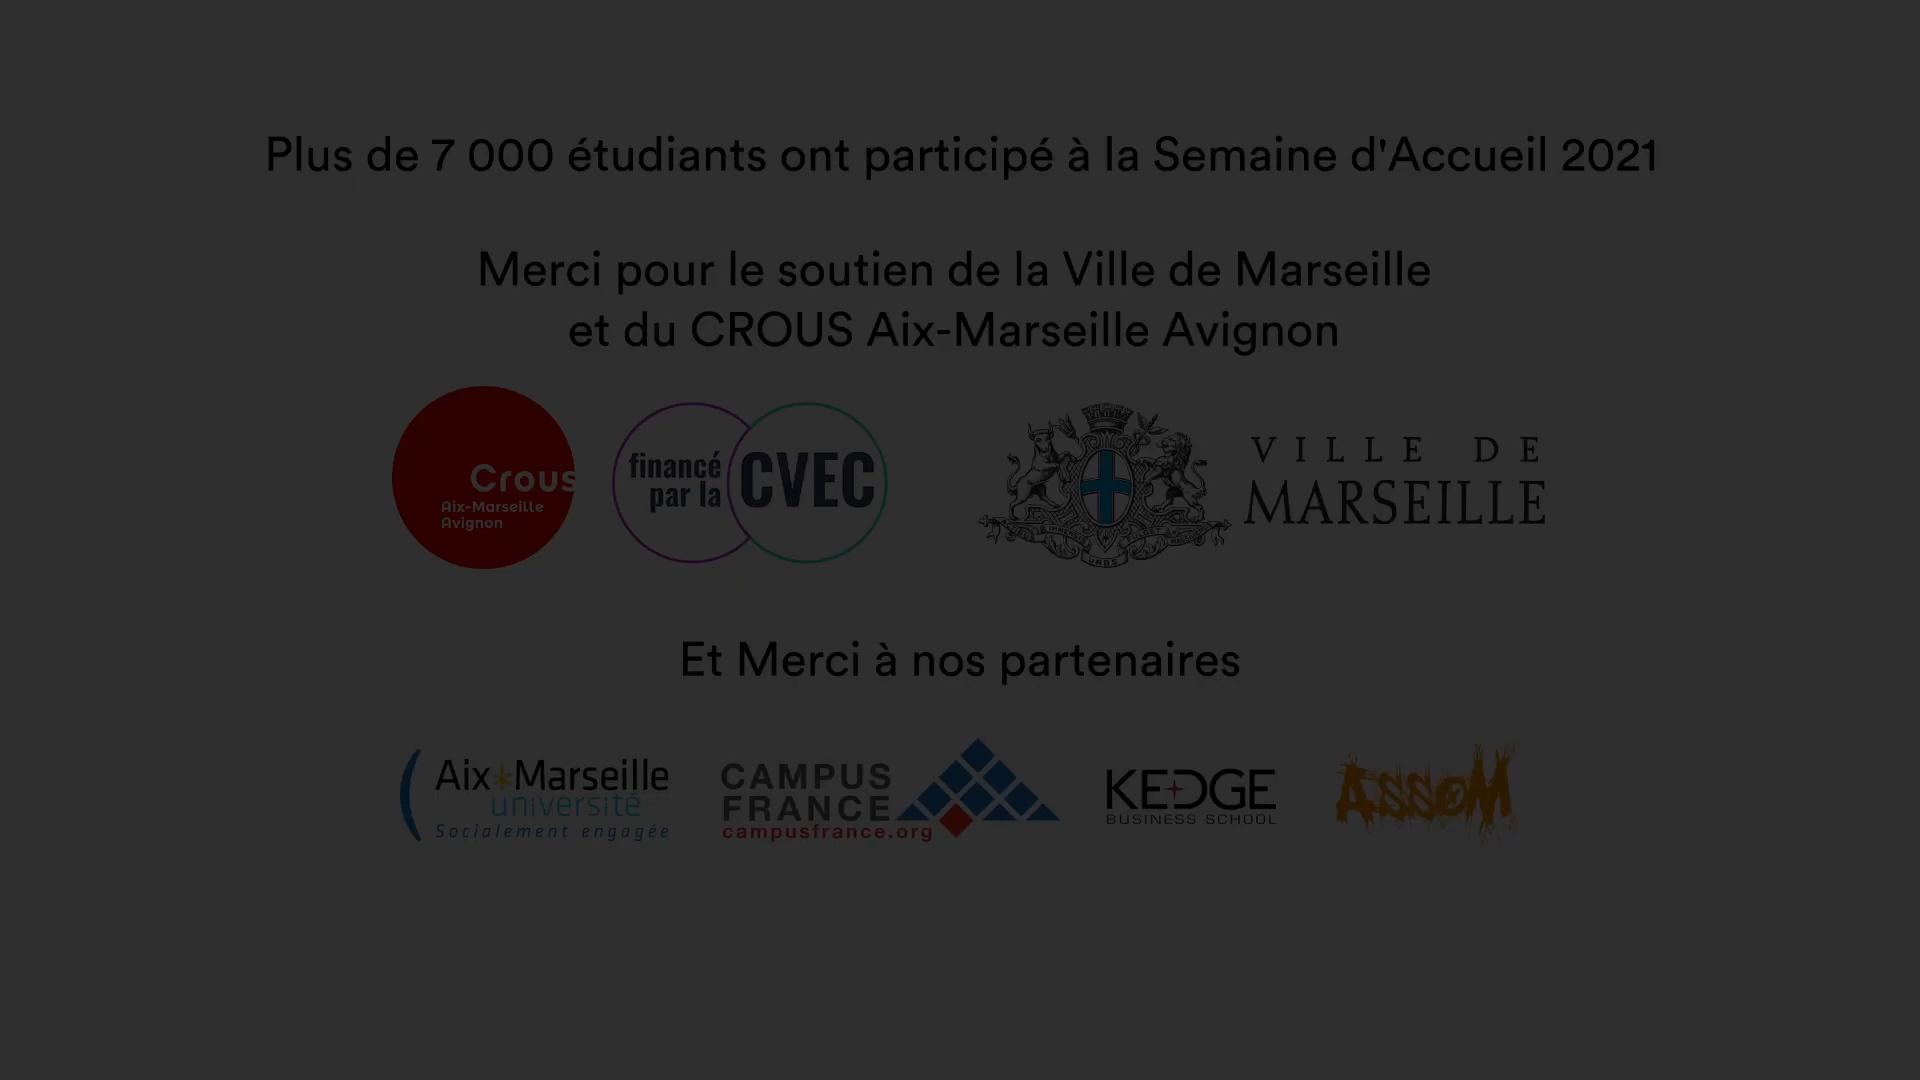 Plus de 7 000 étudiants ont participé à la Semaine d'Accueil 2021
Merci pour le soutien de la Ville de Marseille
et du CROUS Aix-Marseille Avignon
Crous
Aix-Marseille
Avignon
financé
par la
CVEC
URBS
VILLE DE
MARSEILLE
Et Merci à nos partenaires
Aix Marseille
université
Socialement engagée
CAMPUS
FRANCE
campusfrance.org
KEDGE
BUSINESS SCHOOL
ASSOM